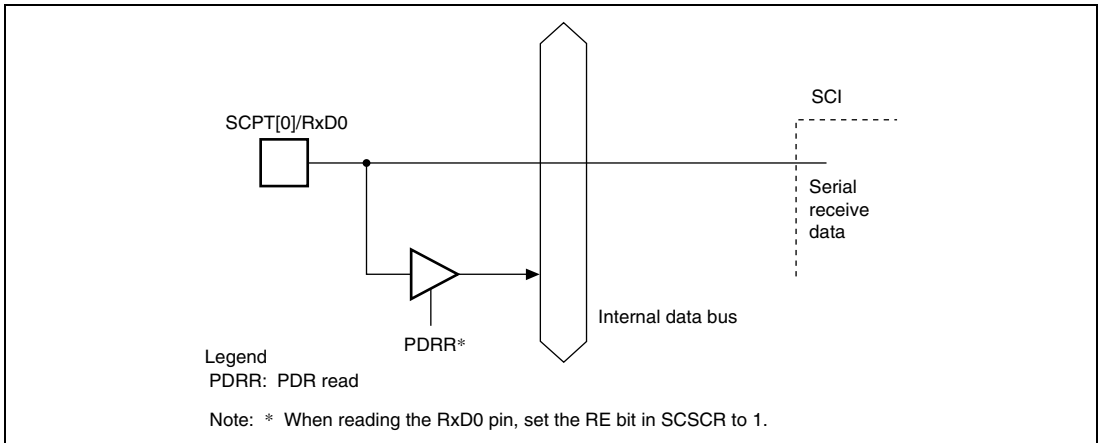 SCPT[0]/RxD0
SCI
Serial
receive
data
PDRR*
Internal data bus
Legend
PDRR: PDR read
Note: * When reading the RxD0 pin, set the RE bit in SCSCR to 1.